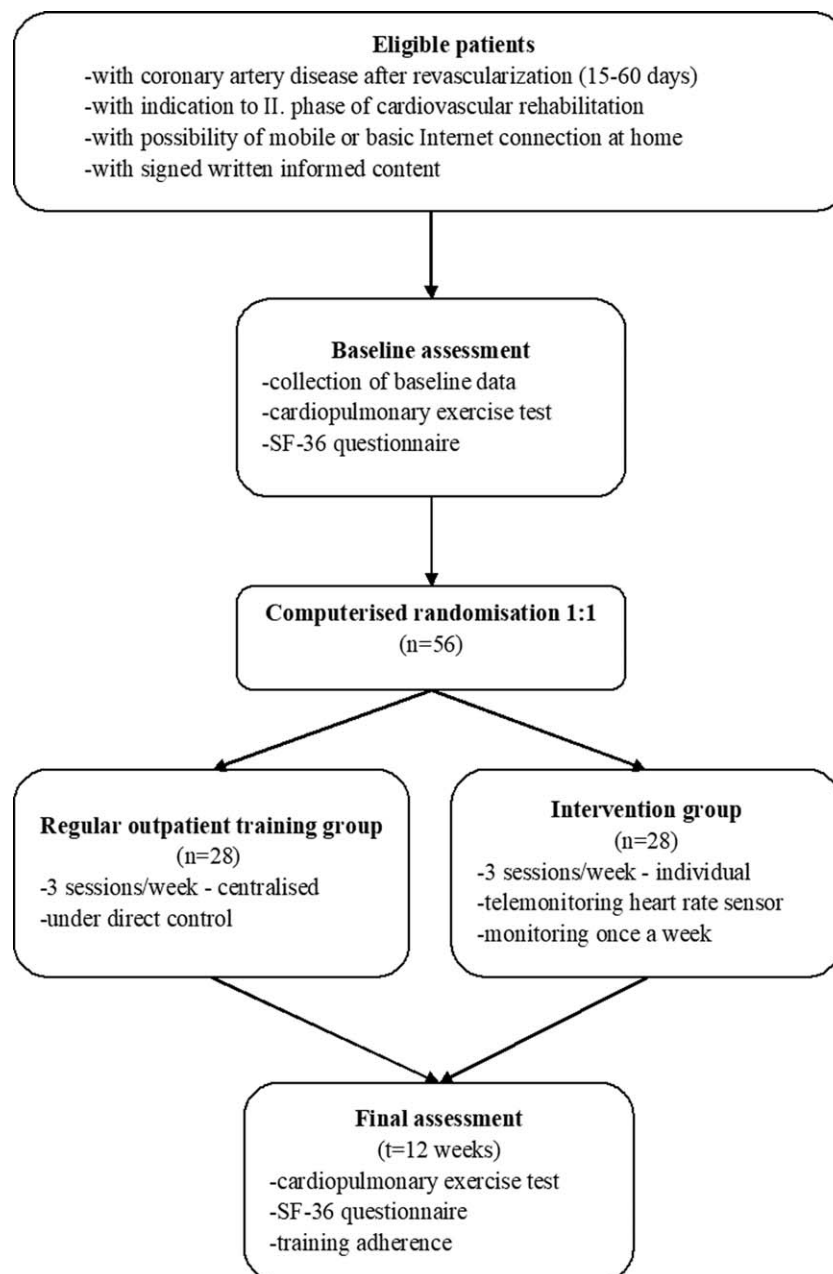 Eligible patients
-with coronary artery disease after revascularization (15-60 days)
-with indication to II. phase of cardiovascular rehabilitation
-with possibility of mobile or basic Internet connection at home
-with signed written informed content
Baseline assessment
-collection of baseline data
-cardiopulmonary exercise test
-SF-36 questionnaire
Computerised randomisation 1:1
(n=56)
Regular outpatient training group
(n=28)
-3 sessions/week - centralised
-under direct control
Intervention group
(n=28)
-3 sessions/week - individual
-telemonitoring heart rate sensor
-monitoring once a week
Final assessment
(t=12 weeks)
-cardiopulmonary exercise test
-SF-36 questionnaire
-training adherence